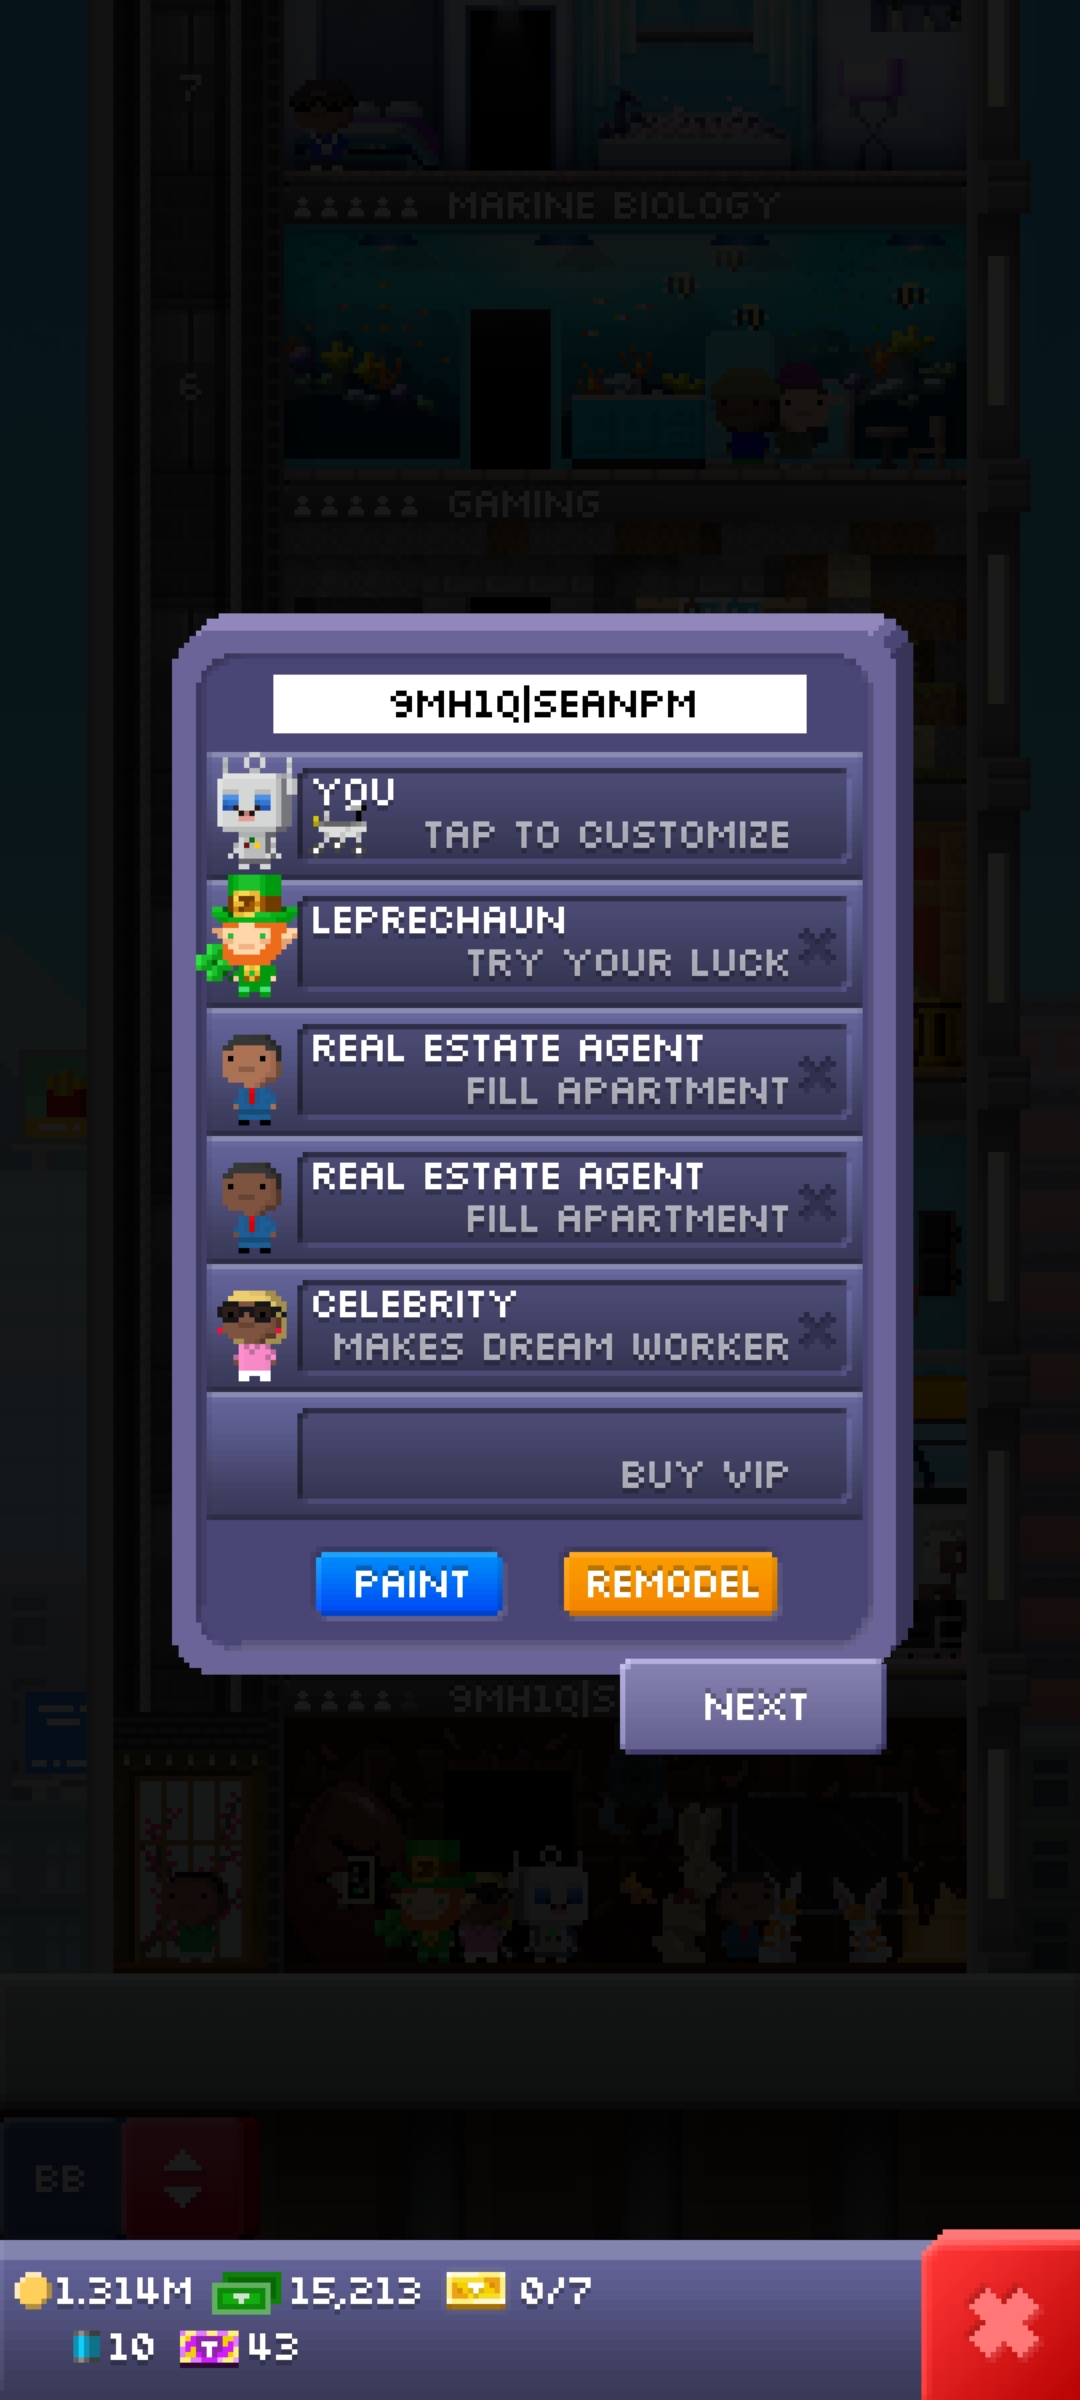 7
MARINE BIOLOGY
6
GAMING
9MH1Q|SEANPM
YOU
TAP TO CUSTOMIZE
LEPRECHAUN
TRY YOUR LUCK
REAL ESTATE AGENT
FILL APARTMENT
REAL ESTATE AGENT
FILL APARTMENT
CELEBRITY
MAKES DREAM WORKER
BUY VIP
PAINT
REMODEL
9MH1Q|S
NEXT
BB
1.314M 15,213 0/7
10 43